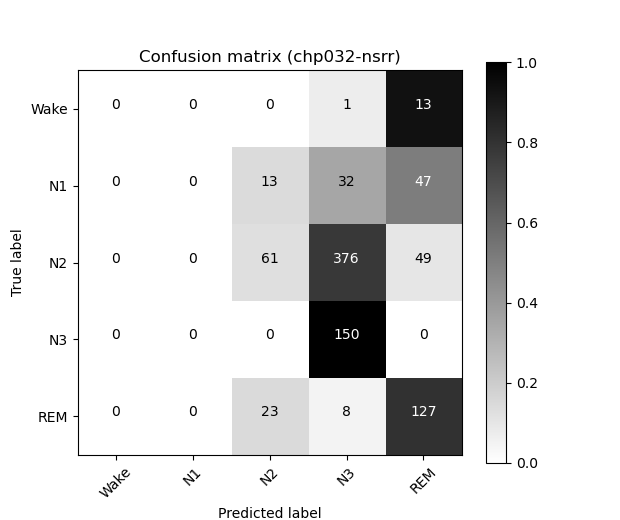 Confusion matrix (chp032-nsrr)
Wake 0 0 0 1 13
N1 0 0 13 32 47
N2 0 0 61 376 49
N3 0 0 0 150 0
REM 0 0 23 8 127
Wake N1 N2 N3 REM
True label
Predicted label
1.0
0.8
0.6
0.4
0.2
0.0